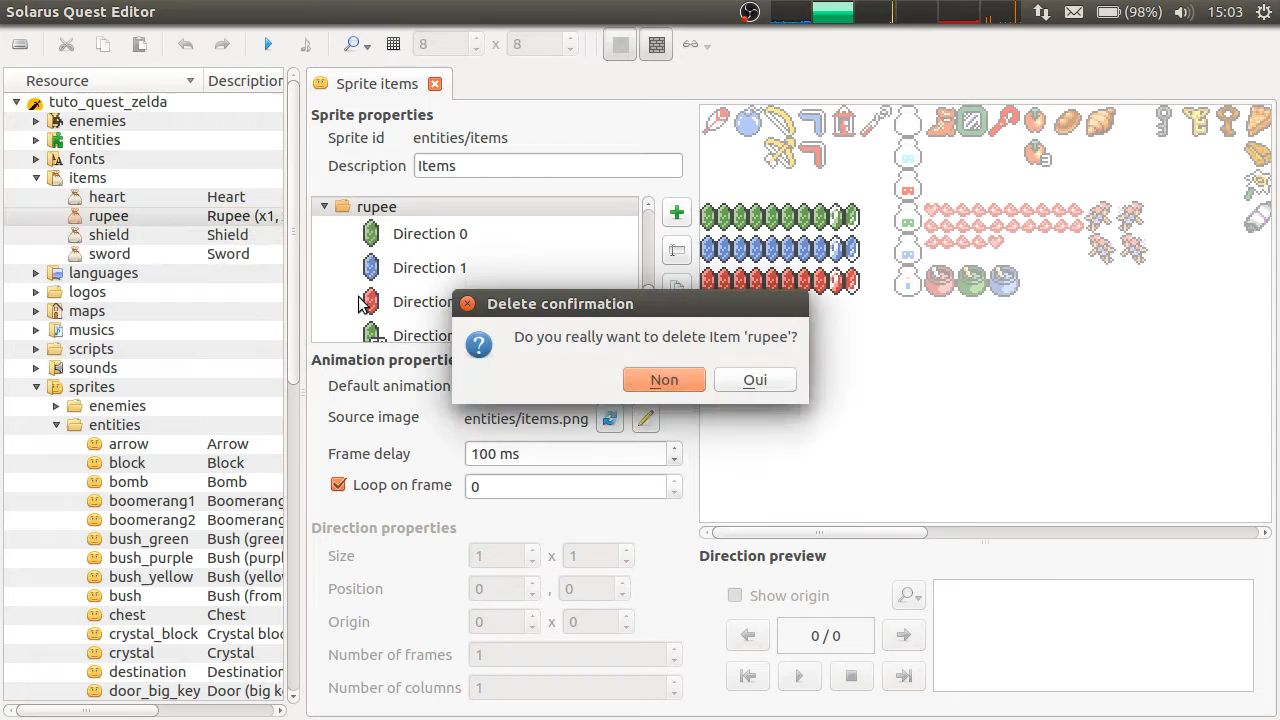 Solarus Quest Editor
(98%)
15:03
8 x 8
Resource
Description
Sprite items
tuto_quest_zelda
enemies
entities
fonts
items
heart Heart
rupee Rupee (x1,
shield Shield
sword Sword
languages
logos
maps
musics
scripts
sounds
sprites
enemies
entities
arrow Arrow
block Block
bomb Bomb
boomerang1 Boomerang
boomerang2 Boomerang
bush_green Bush (green
bush_purple Bush (purpl
bush_yellow Bush (yellow
bush Bush (from
chest Chest
crystal_block Crystal bloc
crystal Crystal
destination Destination
door_big_key Door (big k
Sprite properties
Sprite id entities/items
Description Items
rupee
Direction 0
Direction 1
Direction
Direction
Delete confirmation
Do you really want to delete Item 'rupee'?
Non Oui
Animation properties
Default animation
Source image entities/items.png
Frame delay 100 ms
Loop on frame 0
Direction properties
Size 1 x 1
Position 0 , 0
Origin 0 x 0
Number of frames 1
Number of columns 1
Direction preview
Show origin
0 / 0